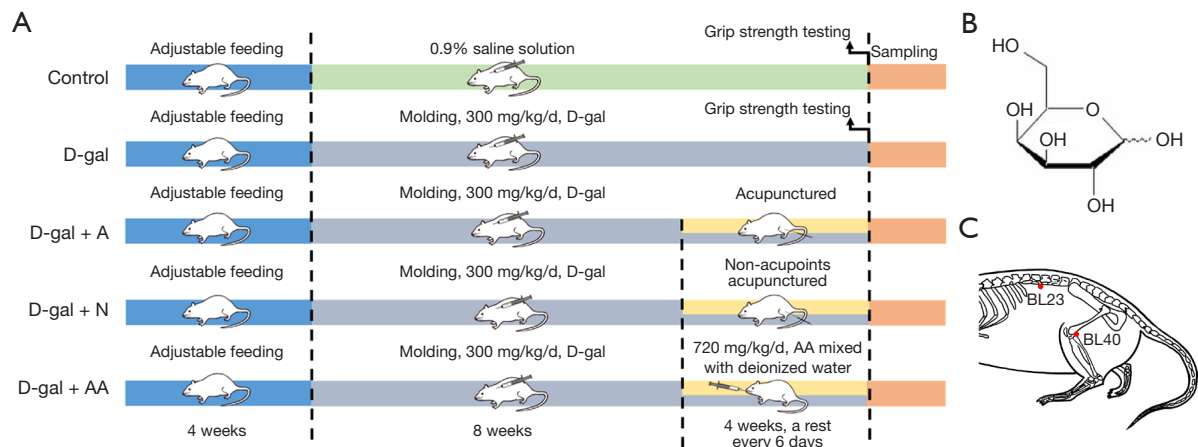 A
Adjustable feeding
0.9% saline solution
Grip strength testing
Sampling
Control
Adjustable feeding
Molding, 300 mg/kg/d, D-gal
Grip strength testing
D-gal
Adjustable feeding
Molding, 300 mg/kg/d, D-gal
Acupunctured
D-gal + A
Adjustable feeding
Molding, 300 mg/kg/d, D-gal
Non-acupoints
acupunctured
D-gal + N
Adjustable feeding
Molding, 300 mg/kg/d, D-gal
720 mg/kg/d, AA mixed
with deionized water
D-gal + AA
4 weeks
8 weeks
4 weeks, a rest
every 6 days
B
HO
O
OH
OH
OH
OH
C
BL23
BL40